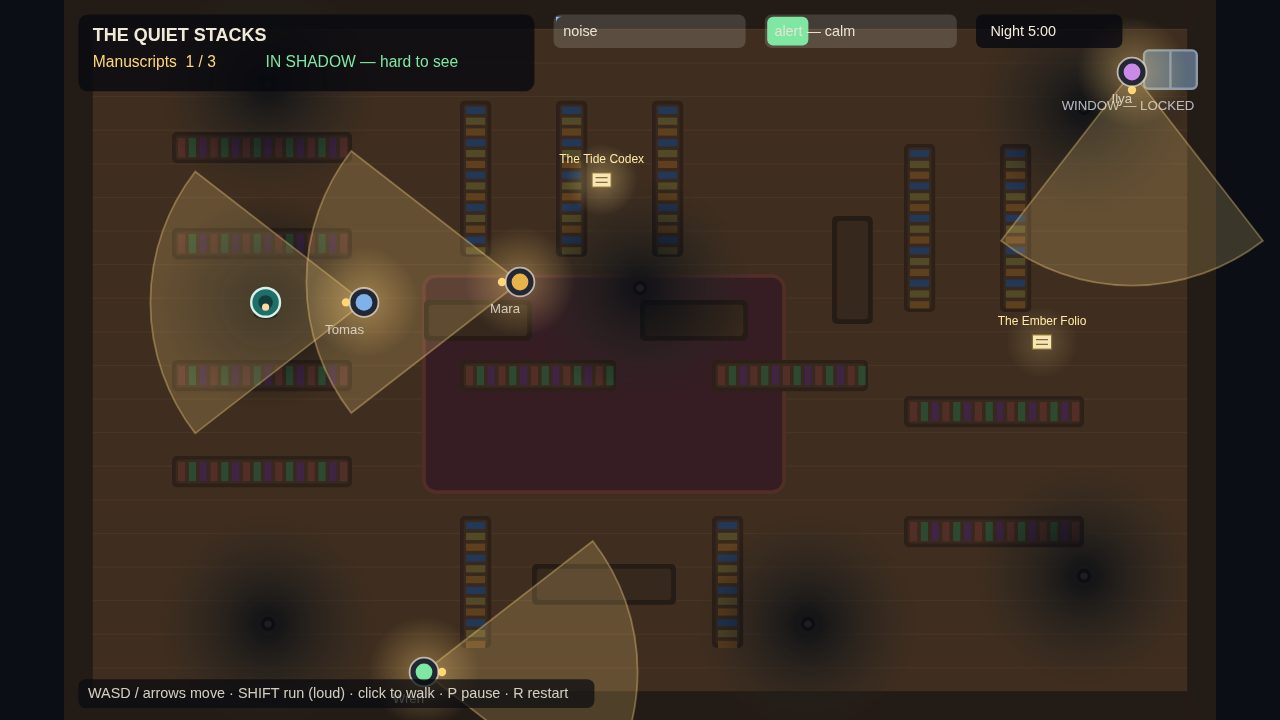 THE QUIET STACKS
Manuscripts 1 / 3
IN SHADOW — hard to see
noise
alert — calm
Night 5:00
Ilya
WINDOW — LOCKED
The Tide Codex
Mara
Tomas
The Ember Folio
WASD / arrows move · SHIFT run (loud) · click to walk · P pause · R restart
Wren